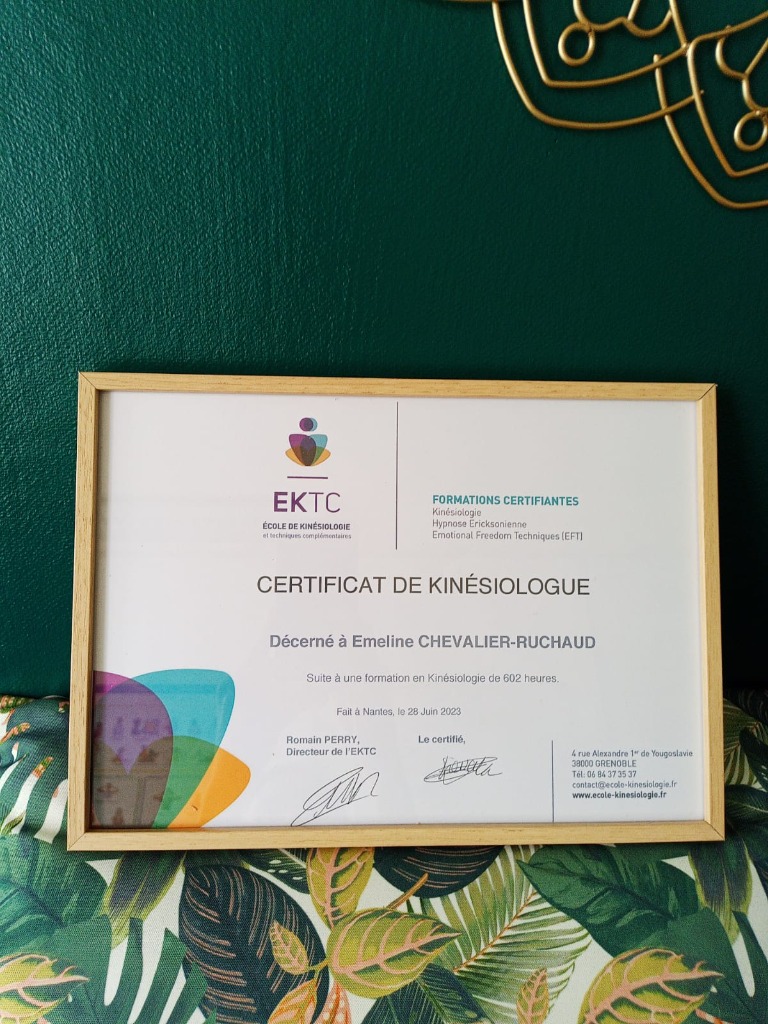 EKTC
ÉCOLE DE KINÉSIOLOGIE
et techniques complémentaires
FORMATIONS CERTIFIANTES
Kinésiologie
Hypnose Ericksonienne
Emotional Freedom Techniques (EFT)
CERTIFICAT DE KINÉSIOLOGUE
Décerné à Emeline CHEVALIER-RUCHAUD
Suite à une formation en Kinésiologie de 602 heures.
Fait à Nantes, le 28 Juin 2023
Romain PERRY,
Directeur de l'EKTC
Le certifié,
4 rue Alexandre 1er de Yougoslavie
38000 GRENOBLE
Tél: 06 84 37 35 37
contact@ecole-kinesiologie.fr
www.ecole-kinesiologie.fr